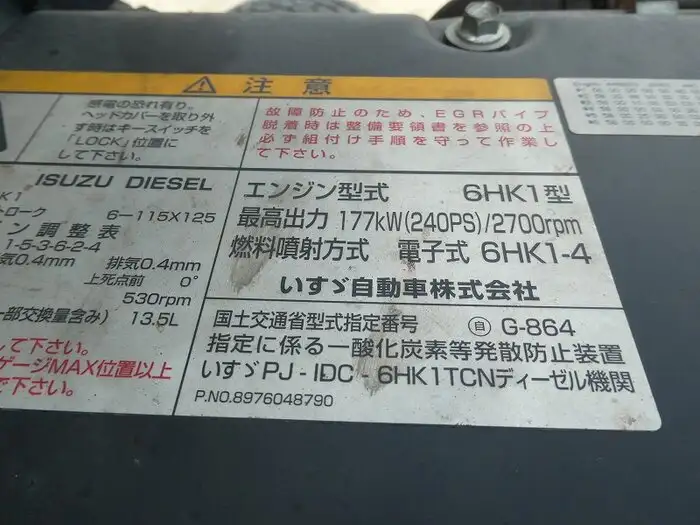 注意
感電の恐れ有り。
ヘッドカバーを取り外
す時はキースイッチを
「LOCK」位置に
して下さい。
故障防止のため、EGRパイプ
脱着時は整備要領書を参照の上
必ず組付け手順を守って作業し
て下さい。
ISUZU DIESEL
K1
トローク 6-115X125
ン調整表
1-5-3-6-2-4
気0.4mm 排気0.4mm
上死点前 0°
530rpm
部交換量含み) 13.5L
して下さい。
ゲージMAX位置以上
で下さい。
エンジン型式 6HK1型
最高出力 177kW(240PS)/2700rpm
燃料噴射方式 電子式 6HK1-4
いすゞ自動車株式会社
国土交通省型式指定番号 自 G-864
指定に係る一酸化炭素等発散防止装置
いすゞPJ-IDC-6HK1TCNディーゼル機関
P.NO.8976048790